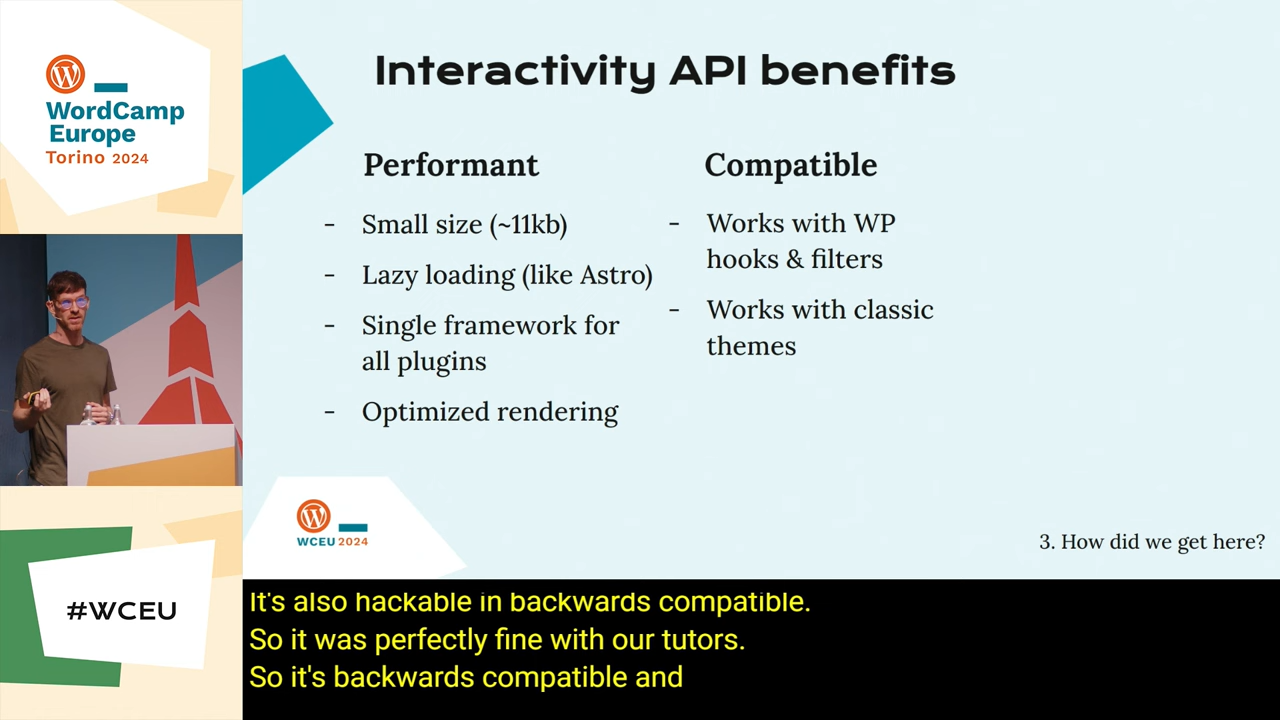 WordCamp
Europe
Torino 2024
#WCEU
Interactivity API benefits
Performant
- Small size (~11kb)
- Lazy loading (like Astro)
- Single framework for
all plugins
- Optimized rendering
Compatible
- Works with WP
hooks & filters
- Works with classic
themes
WCEU 2024
3. How did we get here?
It's also hackable in backwards compatible.
So it was perfectly fine with our tutors.
So it's backwards compatible and